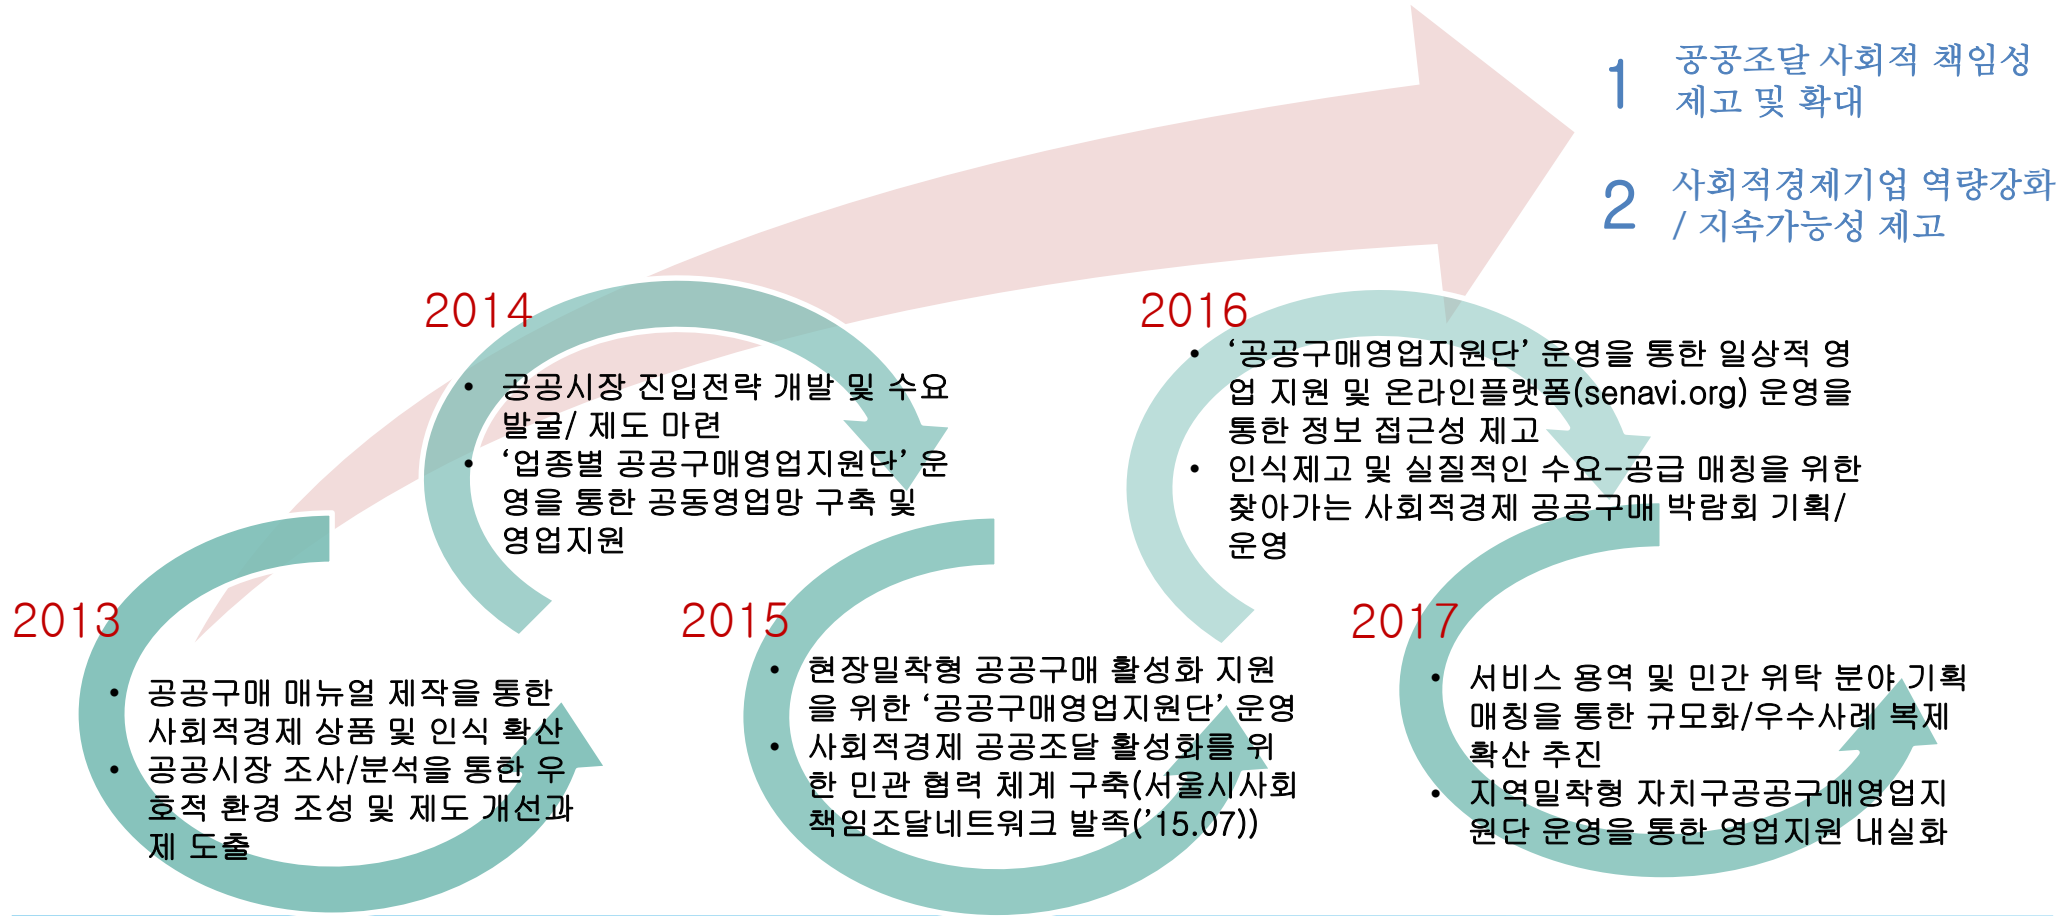 1
공공조달 사회적 책임성
제고 및 확대
2
사회적경제기업 역량강화
/ 지속가능성 제고
2013
• 공공구매 매뉴얼 제작을 통한
사회적경제 상품 및 인식 확산
• 공공시장 조사/분석을 통한 우
호적 환경 조성 및 제도 개선과
제 도출
2014
• 공공시장 진입전략 개발 및 수요
발굴/ 제도 마련
• ‘업종별 공공구매영업지원단’ 운
영을 통한 공동영업망 구축 및
영업지원
2015
• 현장밀착형 공공구매 활성화 지원
을 위한 ‘공공구매영업지원단’ 운영
• 사회적경제 공공조달 활성화를 위
한 민관 협력 체계 구축(서울시사회
책임조달네트워크 발족(’15.07))
2016
• ‘공공구매영업지원단’ 운영을 통한 일상적 영
업 지원 및 온라인플랫폼(senavi.org) 운영을
통한 정보 접근성 제고
• 인식제고 및 실질적인 수요-공급 매칭을 위한
찾아가는 사회적경제 공공구매 박람회 기획/
운영
2017
• 서비스 용역 및 민간 위탁 분야 기획
매칭을 통한 규모화/우수사례 복제
확산 추진
• 지역밀착형 자치구공공구매영업지
원단 운영을 통한 영업지원 내실화